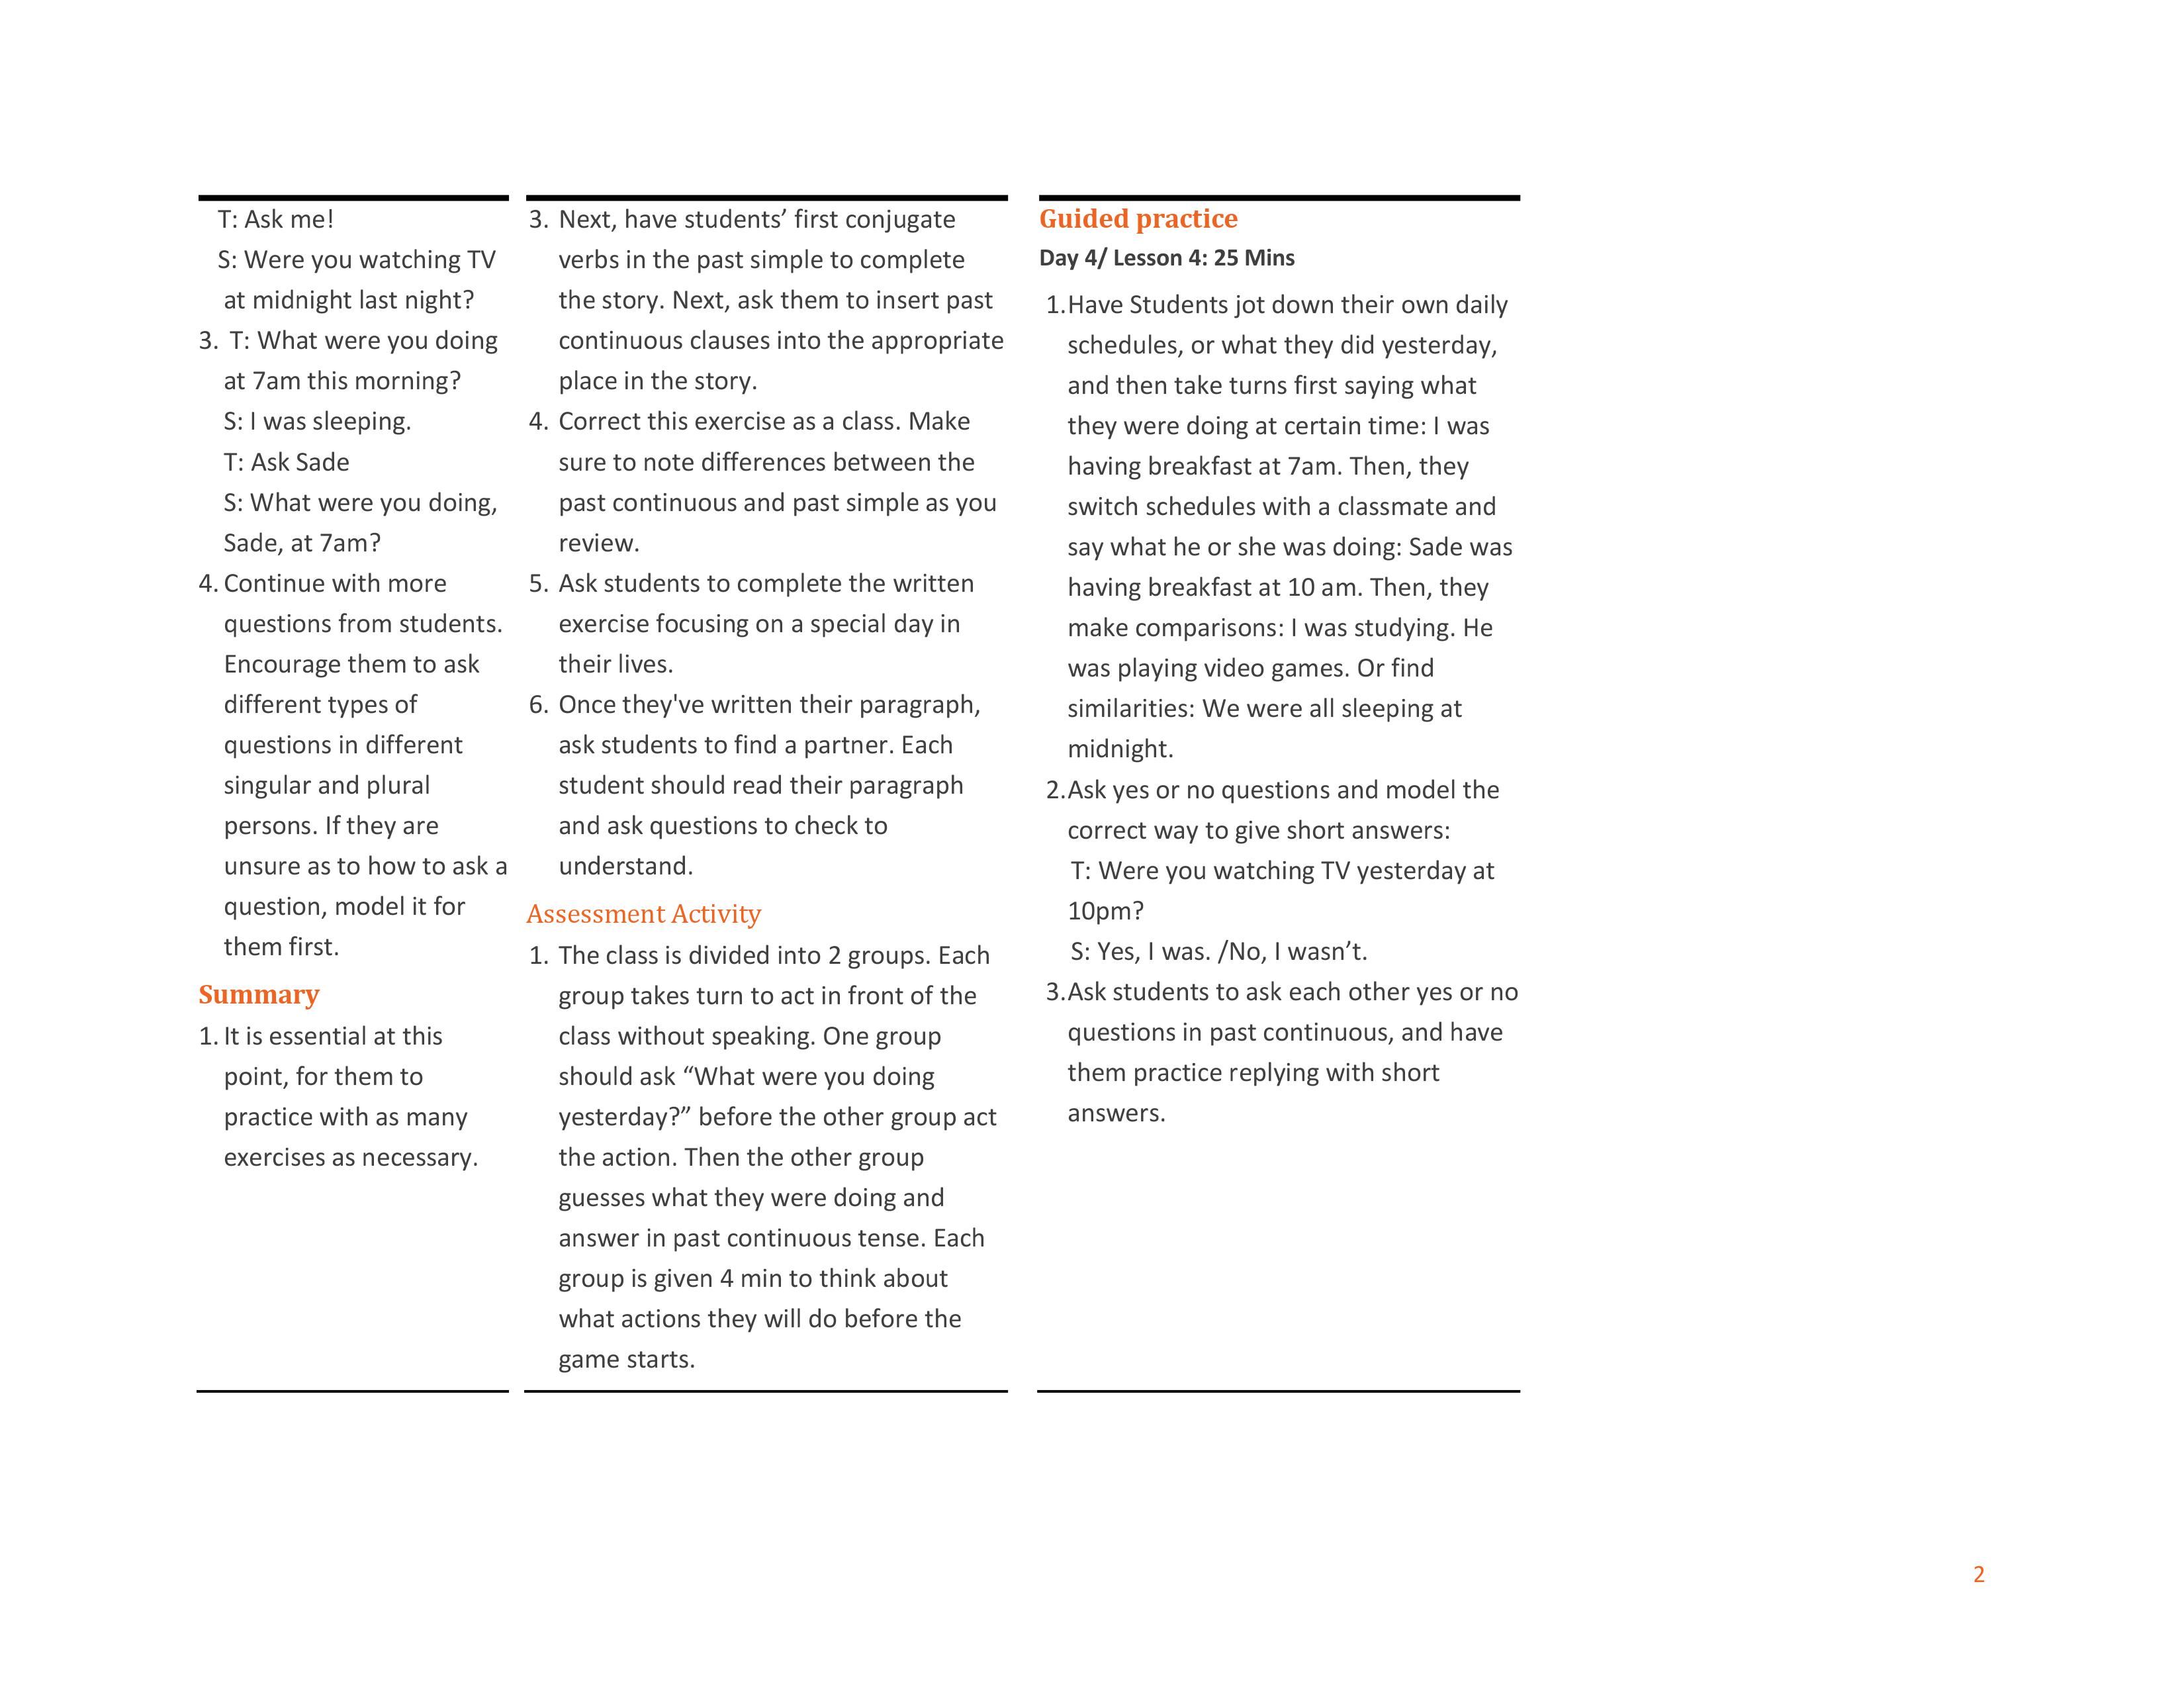 T: Ask me!
S: Were you watching TV
at midnight last night?
3. T: What were you doing
at 7am this morning?
S: I was sleeping.
T: Ask Sade
S: What were you doing,
Sade, at 7am?
4. Continue with more
questions from students.
Encourage them to ask
different types of
questions in different
singular and plural
persons. If they are
unsure as to how to ask a
question, model it for
them first.
Summary
1. It is essential at this
point, for them to
practice with as many
exercises as necessary.
3. Next, have students’ first conjugate
verbs in the past simple to complete
the story. Next, ask them to insert past
continuous clauses into the appropriate
place in the story.
4. Correct this exercise as a class. Make
sure to note differences between the
past continuous and past simple as you
review.
5. Ask students to complete the written
exercise focusing on a special day in
their lives.
6. Once they've written their paragraph,
ask students to find a partner. Each
student should read their paragraph
and ask questions to check to
understand.
Assessment Activity
1. The class is divided into 2 groups. Each
group takes turn to act in front of the
class without speaking. One group
should ask “What were you doing
yesterday?” before the other group act
the action. Then the other group
guesses what they were doing and
answer in past continuous tense. Each
group is given 4 min to think about
what actions they will do before the
game starts.
Guided practice
Day 4/ Lesson 4: 25 Mins
1.Have Students jot down their own daily
schedules, or what they did yesterday,
and then take turns first saying what
they were doing at certain time: I was
having breakfast at 7am. Then, they
switch schedules with a classmate and
say what he or she was doing: Sade was
having breakfast at 10 am. Then, they
make comparisons: I was studying. He
was playing video games. Or find
similarities: We were all sleeping at
midnight.
2.Ask yes or no questions and model the
correct way to give short answers:
T: Were you watching TV yesterday at
10pm?
S: Yes, I was. /No, I wasn’t.
3.Ask students to ask each other yes or no
questions in past continuous, and have
them practice replying with short
answers.
2